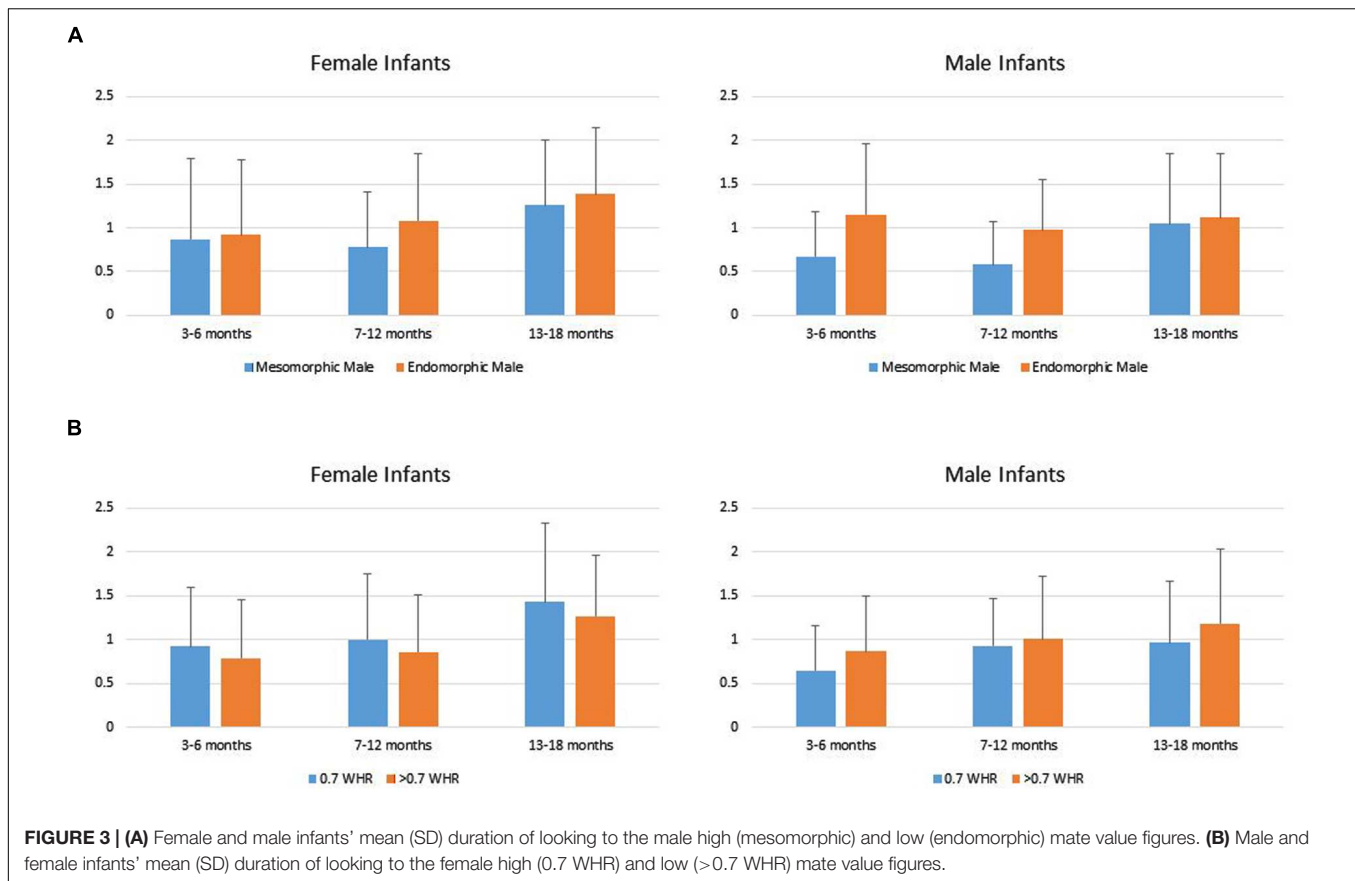 A
Female Infants
2.5
2
1.5
1
0.5
0
3-6 months 7-12 months 13-18 months
Mesomorphic Male Endomorphic Male
Male Infants
2.5
2
1.5
1
0.5
0
3-6 months 7-12 months 13-18 months
Mesomorphic Male Endomorphic Male
B
Female Infants
2.5
2
1.5
1
0.5
0
3-6 months 7-12 months 13-18 months
0.7 WHR >0.7 WHR
Male Infants
2.5
2
1.5
1
0.5
0
3-6 months 7-12 months 13-18 months
0.7 WHR >0.7 WHR
FIGURE 3 | (A) Female and male infants' mean (SD) duration of looking to the male high (mesomorphic) and low (endomorphic) mate value figures. (B) Male and
female infants' mean (SD) duration of looking to the female high (0.7 WHR) and low (>0.7 WHR) mate value figures.